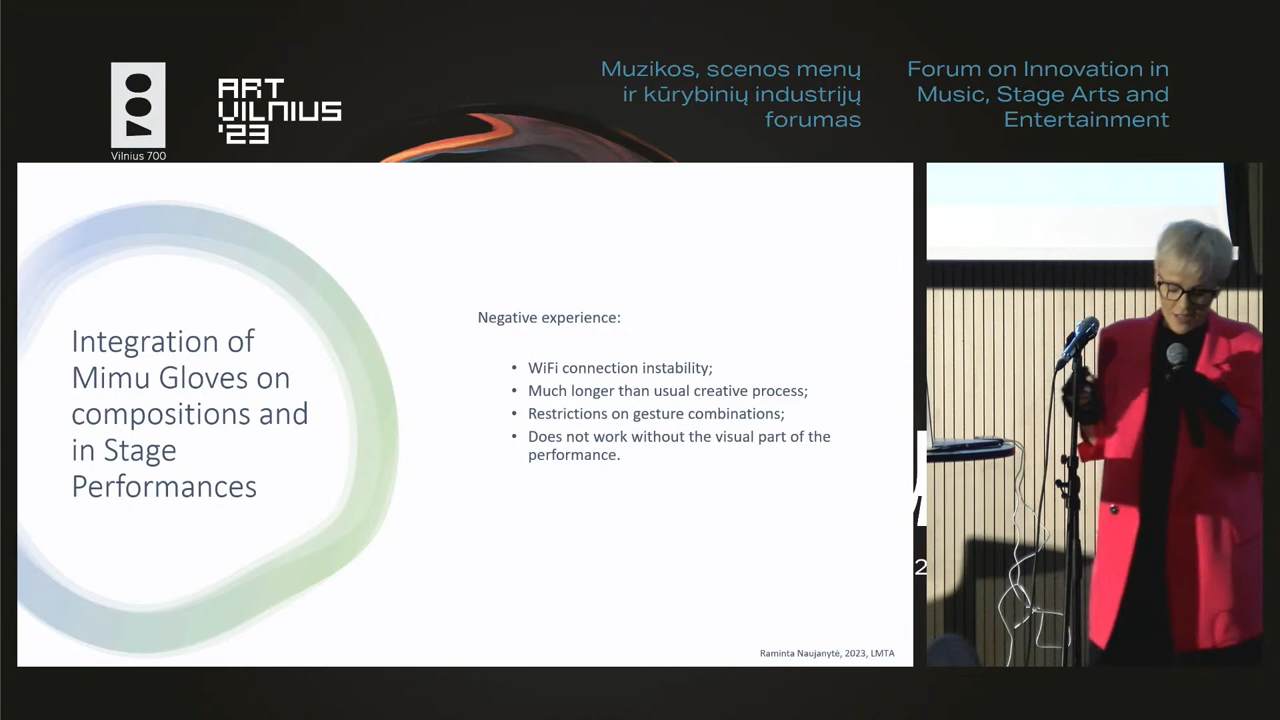 ART
VILNIUS
'23
Vilnius 700
Muzikos, scenos menų
ir kūrybinių industrijų
forumas
Forum on Innovation in
Music, Stage Arts and
Entertainment
Integration of
Mimu Gloves on
compositions and
in Stage
Performances
Negative experience:
• WiFi connection instability;
• Much longer than usual creative process;
• Restrictions on gesture combinations;
• Does not work without the visual part of the
performance.
Raminta Naujanytė, 2023, LMTA
2